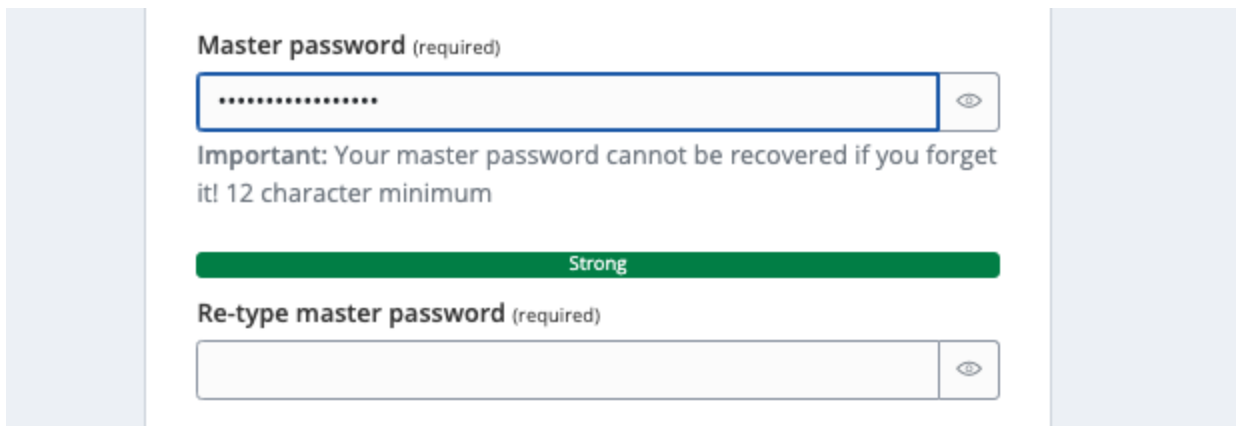 Master password (required)
•••••••••••••••••
Important: Your master password cannot be recovered if you forget
it! 12 character minimum
Strong
Re-type master password (required)